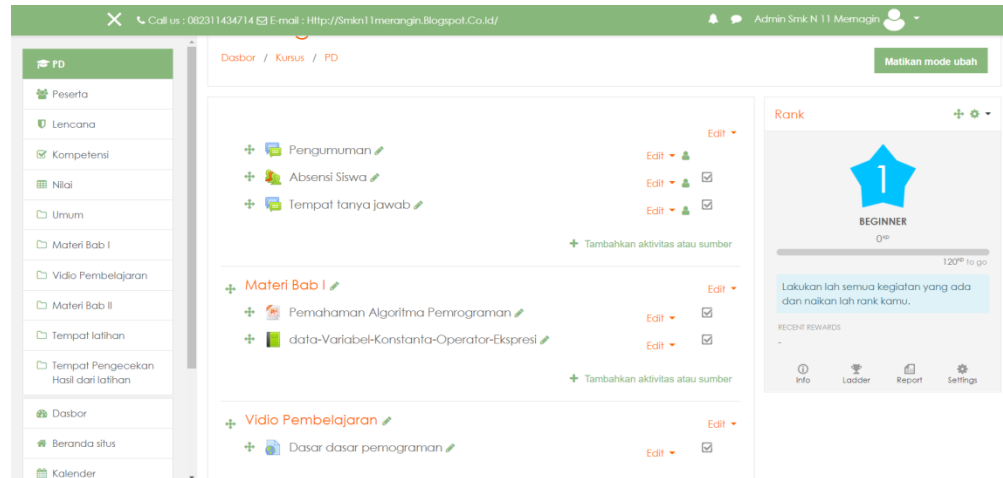 Call us : 082311434714 E-mail : Http://Smkn11merangin.Blogspot.Co.Id/
Admin Smk N 11 Memagin
PD
Peserta
Lencana
Kompetensi
Nilai
Umum
Materi Bab I
Vidio Pembelajaran
Materi Bab II
Tempat latihan
Tempat Pengecekan
Hasil dari latihan
Dasbor
Beranda situs
Kalender
Dasbor / Kursus / PD
Matikan mode ubah
Edit
Pengumuman
Edit
Absensi Siswa
Edit
Tempat tanya jawab
Edit
Tambahkan aktivitas atau sumber
Materi Bab I
Edit
Pemahaman Algoritma Pemrograman
Edit
data-Variabel-Konstanta-Operator-Ekspresi
Edit
Tambahkan aktivitas atau sumber
Vidio Pembelajaran
Edit
Dasar dasar pemograman
Edit
Rank
1
BEGINNER
0xp
120xp to go
Lakukan lah semua kegiatan yang ada
dan naikan lah rank kamu.
RECENT REWARDS
-
Info
Ladder
Report
Settings